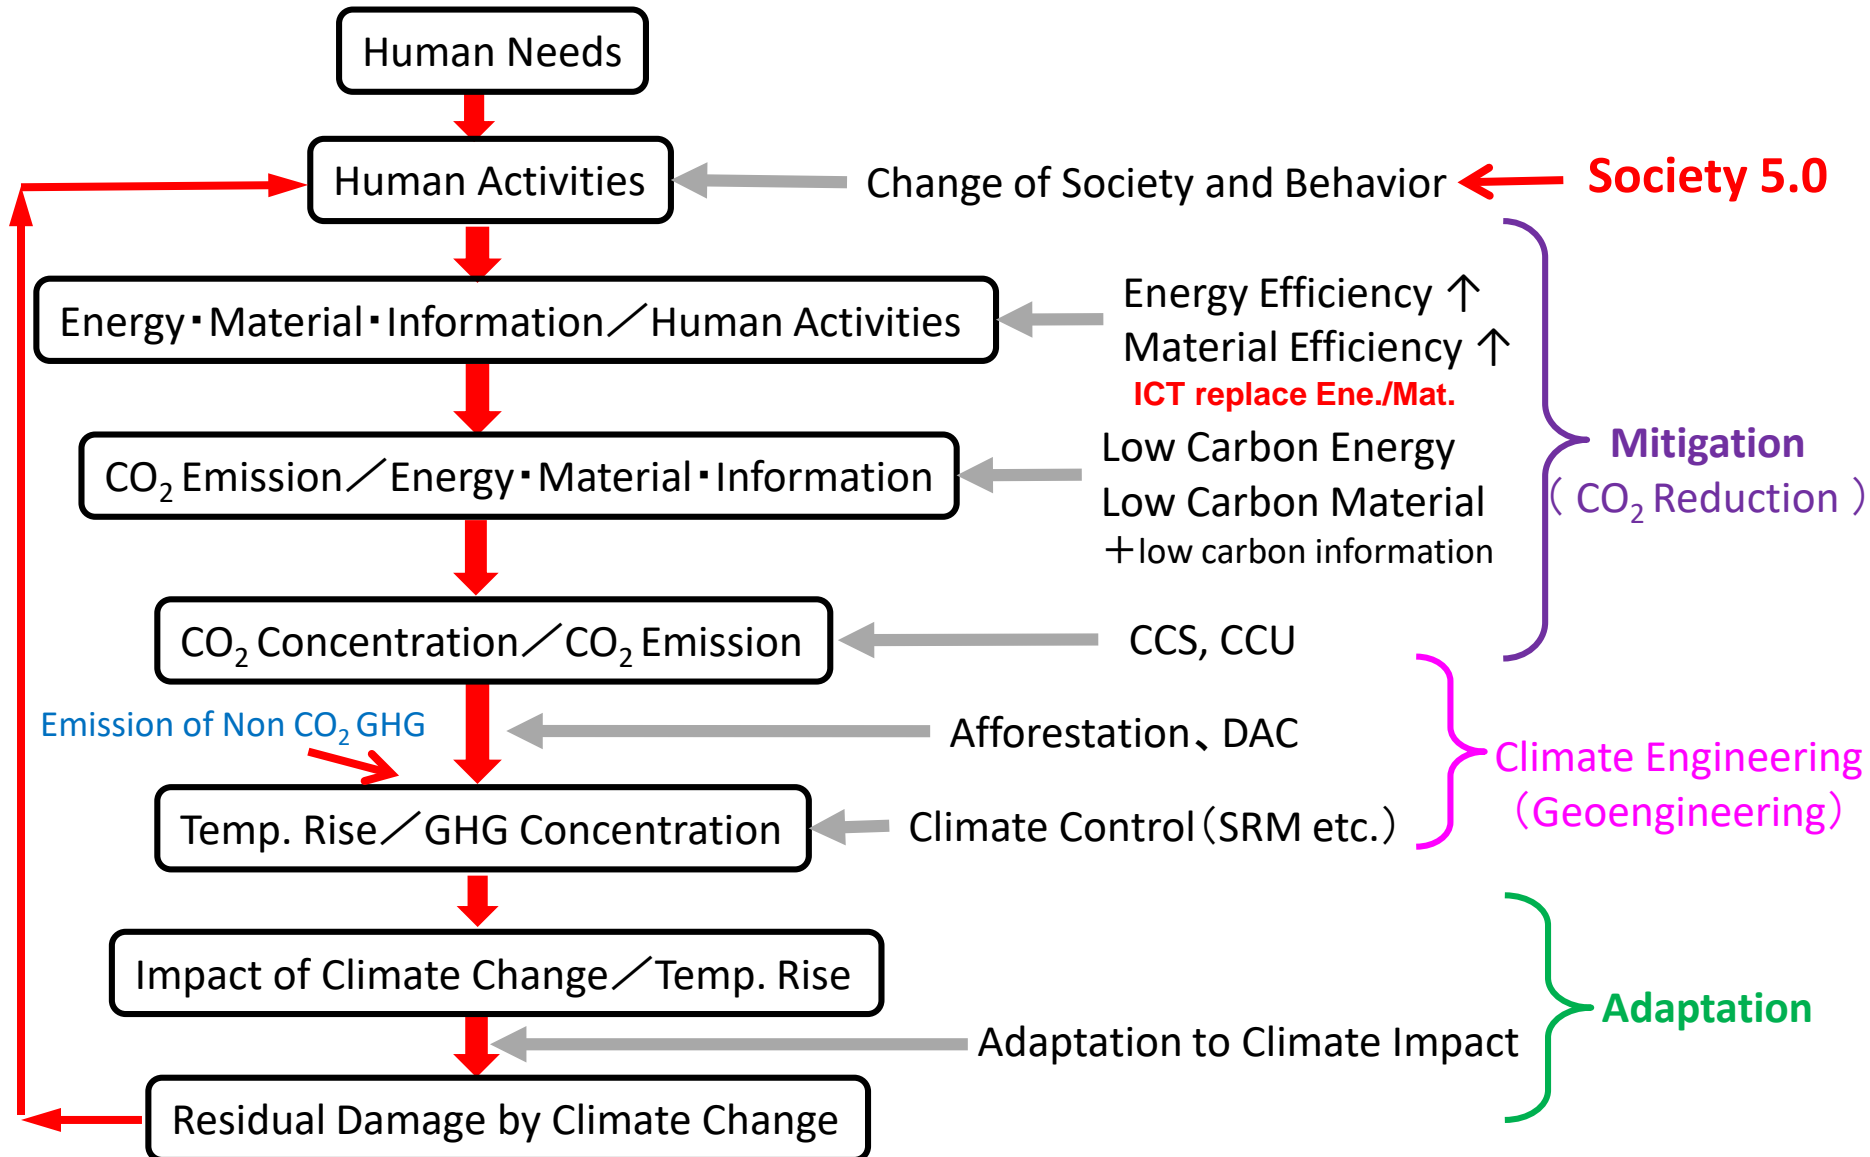 Human Needs
Human Activities
Change of Society and Behavior
Society 5.0
Energy・Material・Information／Human Activities
Energy Efficiency ↑
Material Efficiency ↑
ICT replace Ene./Mat.
CO₂ Emission／Energy・Material・Information
Low Carbon Energy
Low Carbon Material
＋low carbon information
Mitigation
（ CO₂ Reduction ）
CO₂ Concentration／CO₂ Emission
CCS, CCU
Emission of Non CO₂ GHG
Afforestation、DAC
Climate Engineering
（Geoengineering）
Temp. Rise／GHG Concentration
Climate Control（SRM etc.）
Impact of Climate Change／Temp. Rise
Adaptation
Adaptation to Climate Impact
Residual Damage by Climate Change